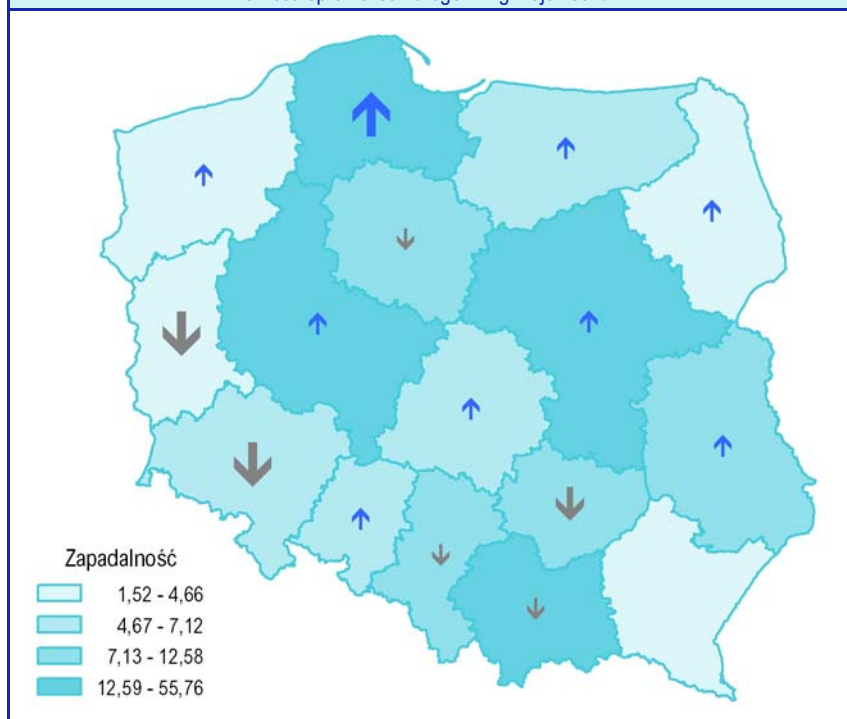 Zapadalność
1,52 - 4,66
4,67 - 7,12
7,13 - 12,58
12,59 - 55,76